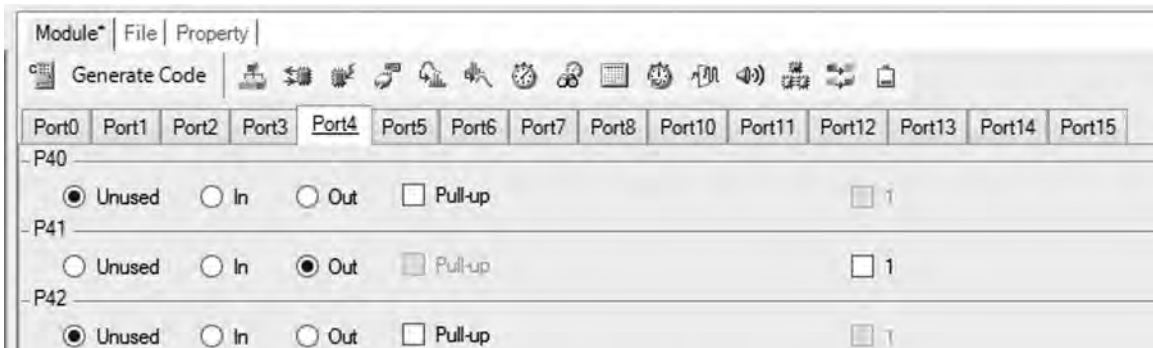 Module* File Property
Generate Code
Port0 Port1 Port2 Port3 Port4 Port5 Port6 Port7 Port8 Port10 Port11 Port12 Port13 Port14 Port15
P40
Unused In Out Pull-up 1
P41
Unused In Out Pull-up 1
P42
Unused In Out Pull-up 1